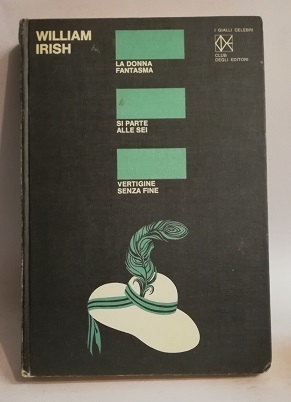 WILLIAM
IRISH
I GIALLI CELEBRI
CLUB
DEGLI EDITORI
LA DONNA
FANTASMA
SI PARTE
ALLE SEI
VERTIGINE
SENZA FINE